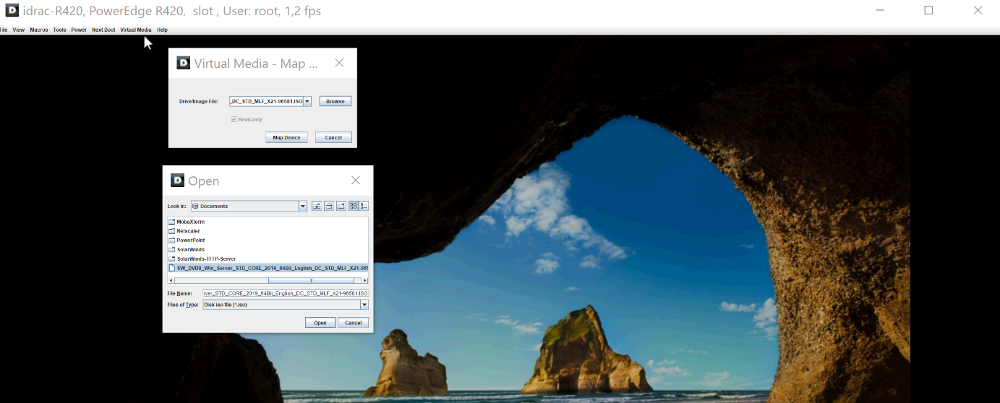 idrac-R420, PowerEdge R420,  slot , User: root, 1,2 fps
File View Macros Tools Power Next Boot Virtual Media Help
Virtual Media - Map ...
Drive/Image File: _DC_STD_MLF_X21-96581.ISO Browse
Read-only
Map Device Cancel
Open
Look In: Documents
MobaXterm
Netscaler
PowerPoint
SolarWinds
SolarWinds-TFTP-Server
SW_DVD9_Win_Server_STD_CORE_2019_64Bit_English_DC_STD_MLF_X21-965
File Name: rver_STD_CORE_2019_64Bit_English_DC_STD_MLF_X21-96581.ISO
Files of Type: Disk iso file (*.iso)
Open Cancel